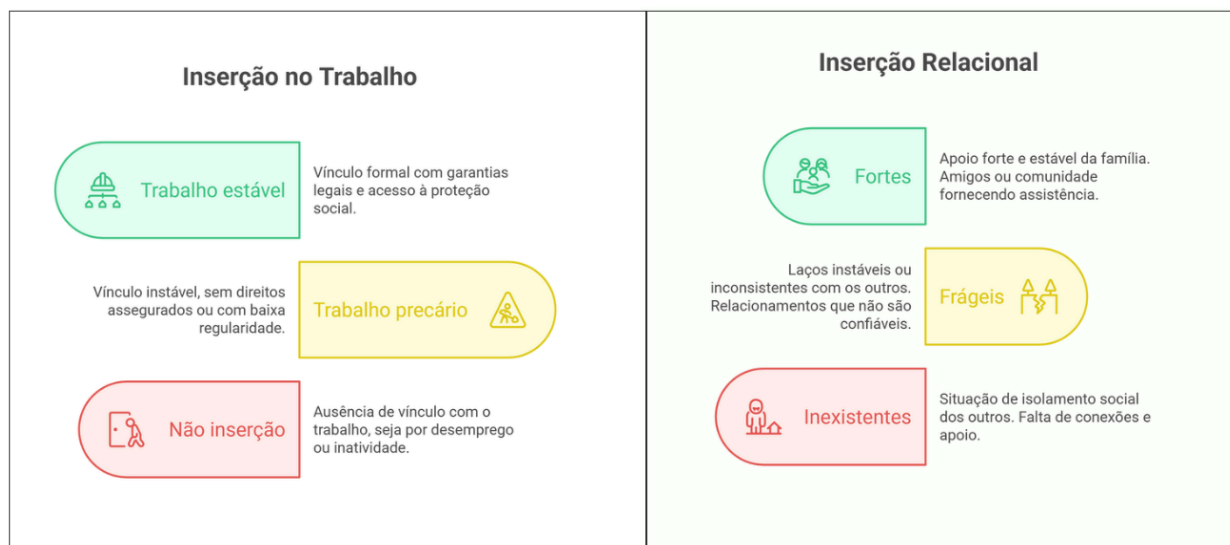 Inserção no Trabalho
Trabalho estável
Vínculo formal com garantias
legais e acesso à proteção
social.
Vínculo instável, sem direitos
assegurados ou com baixa
regularidade.
Trabalho precário
Não inserção
Ausência de vínculo com o
trabalho, seja por desemprego
ou inatividade.
Inserção Relacional
Fortes
Apoio forte e estável da família.
Amigos ou comunidade
fornecendo assistência.
Laços instáveis ou
inconsistentes com os outros.
Relacionamentos que não são
confiáveis.
Frágeis
Inexistentes
Situação de isolamento social
dos outros. Falta de conexões e
apoio.